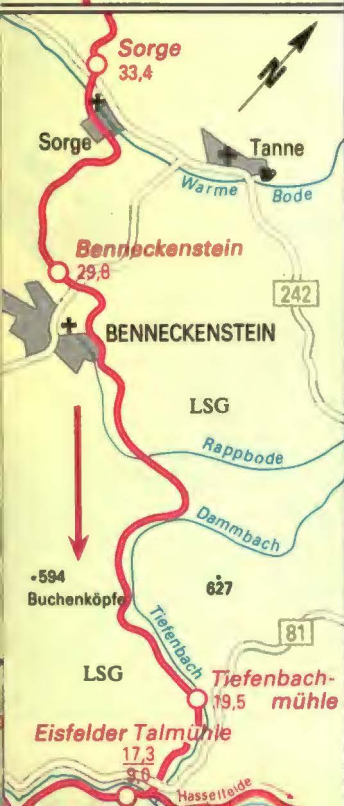 Sorge
33,4
N
Sorge
Tanne
Warme Bode
Benneckenstein
29,8
242
BENNECKENSTEIN
LSG
Rappbode
Dammbach
594
Buchenköpfe
627
Tiefenbach
81
LSG
Tiefenbach-
mühle
19,5
Eisfelder Talmühle
17,3
9,0
Hasselfelde